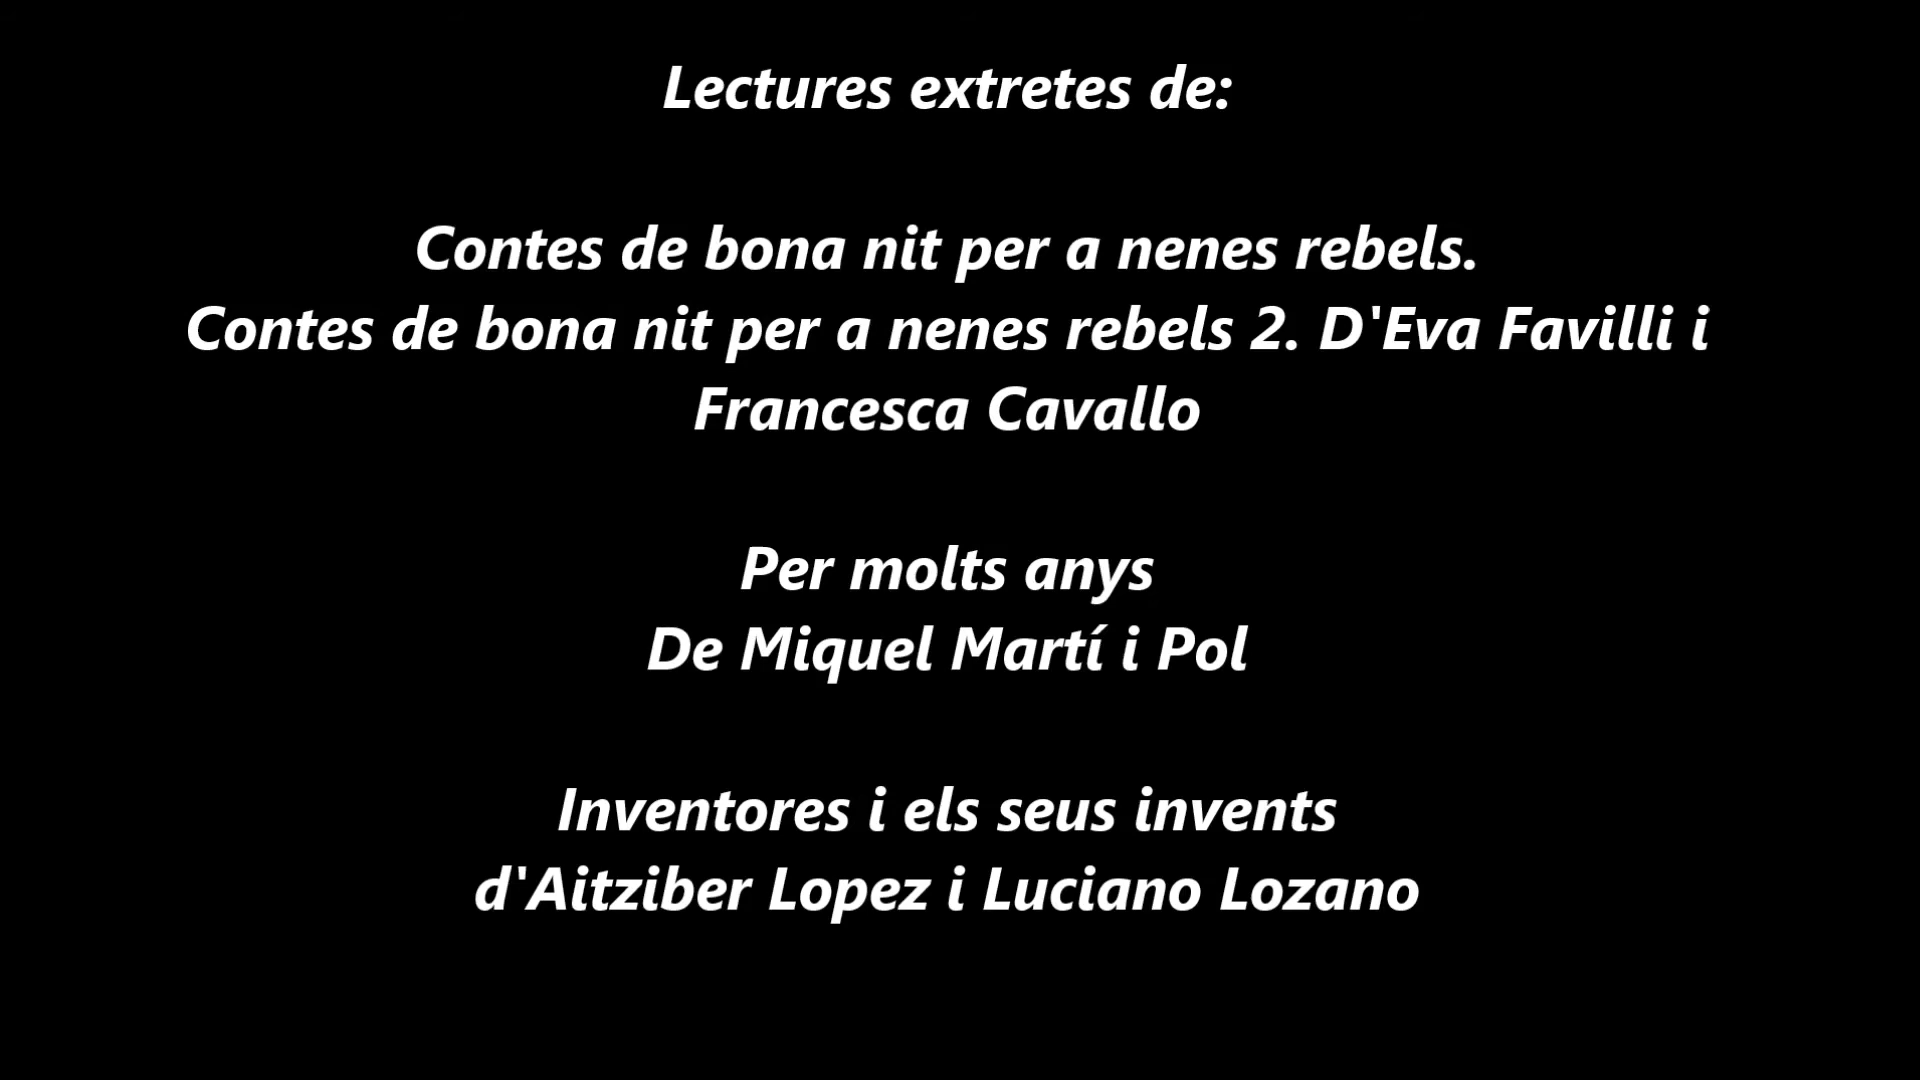 Lectures extretes de:
Contes de bona nit per a nenes rebels.
Contes de bona nit per a nenes rebels 2. D'Eva Favilli i
Francesca Cavallo
Per molts anys
De Miquel Martí i Pol
Inventores i els seus invents
d'Aitziber Lopez i Luciano Lozano